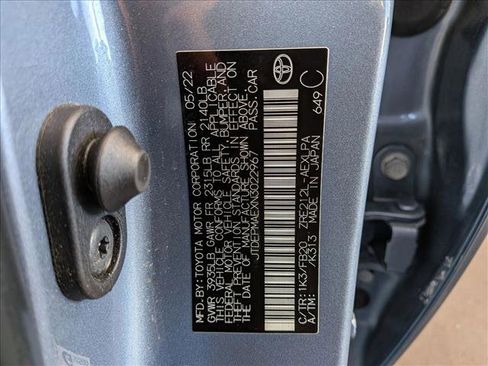 MFD.BY: TOYOTA MOTOR CORPORATION 05/22
GVWR 3935LB GAWR FR 2315LB RR 2140LB
THIS VEHICLE CONFORMS TO ALL APPLICABLE
FEDERAL MOTOR VEHICLE SAFETY, BUMPER, AND
THEFT PREVENTION STANDARDS IN EFFECT ON
THE DATE OF MANUFACTURE SHOWN ABOVE.
JTDEPMAEXN3022967 PASS.CAR
C/TR: 1K3/FB20 ZRE212L-AEXLPA
A/TM: /K313 MADE IN JAPAN
649 C